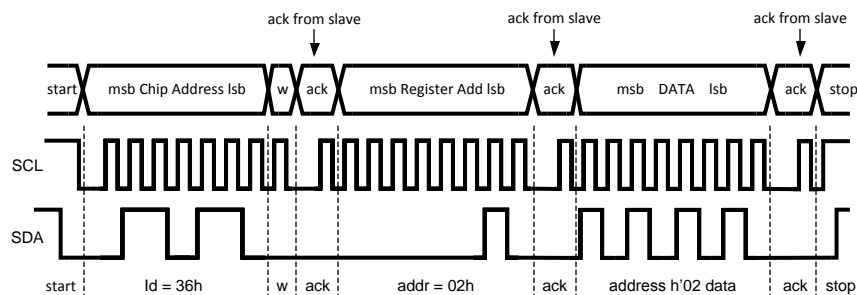 ack from slave ack from slave ack from slave
start msb Chip Address lsb w ack msb Register Add lsb ack msb DATA lsb ack stop
SCL
SDA
start Id = 36h w ack addr = 02h ack address h'02 data ack stop